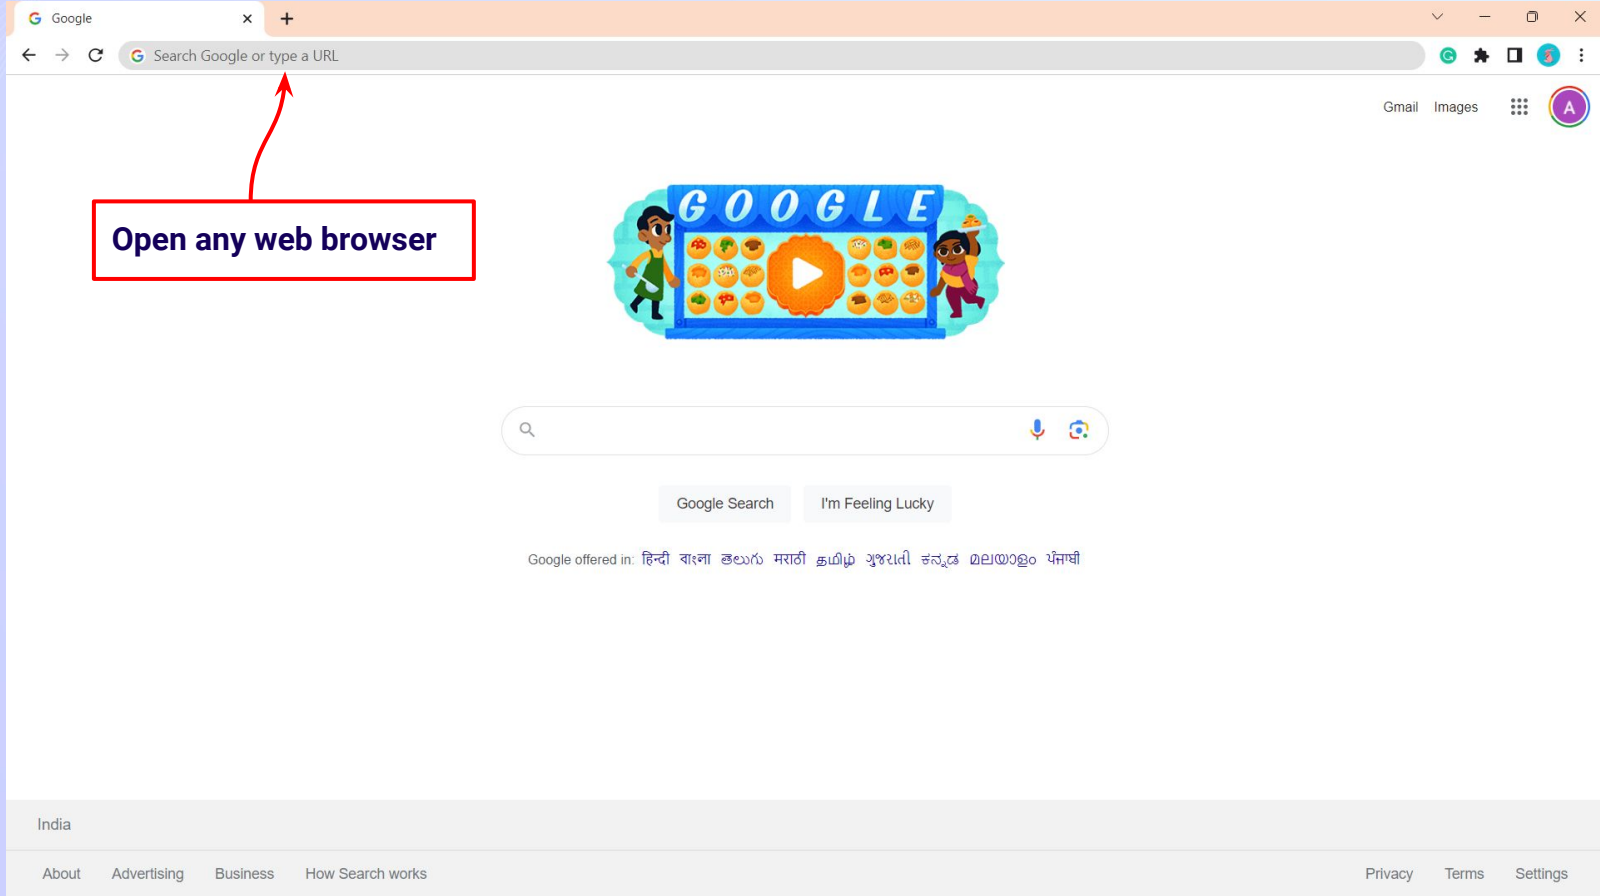 Google
Search Google or type a URL
Gmail Images
A
Open any web browser
GOOGLE
Google Search I'm Feeling Lucky
Google offered in: हिन्दी বাংলা తెలుగు मराठी தமிழ் ગુજરાતી ಕನ್ನಡ മലയാളം ਪੰਜਾਬੀ
India
About Advertising Business How Search works Privacy Terms Settings